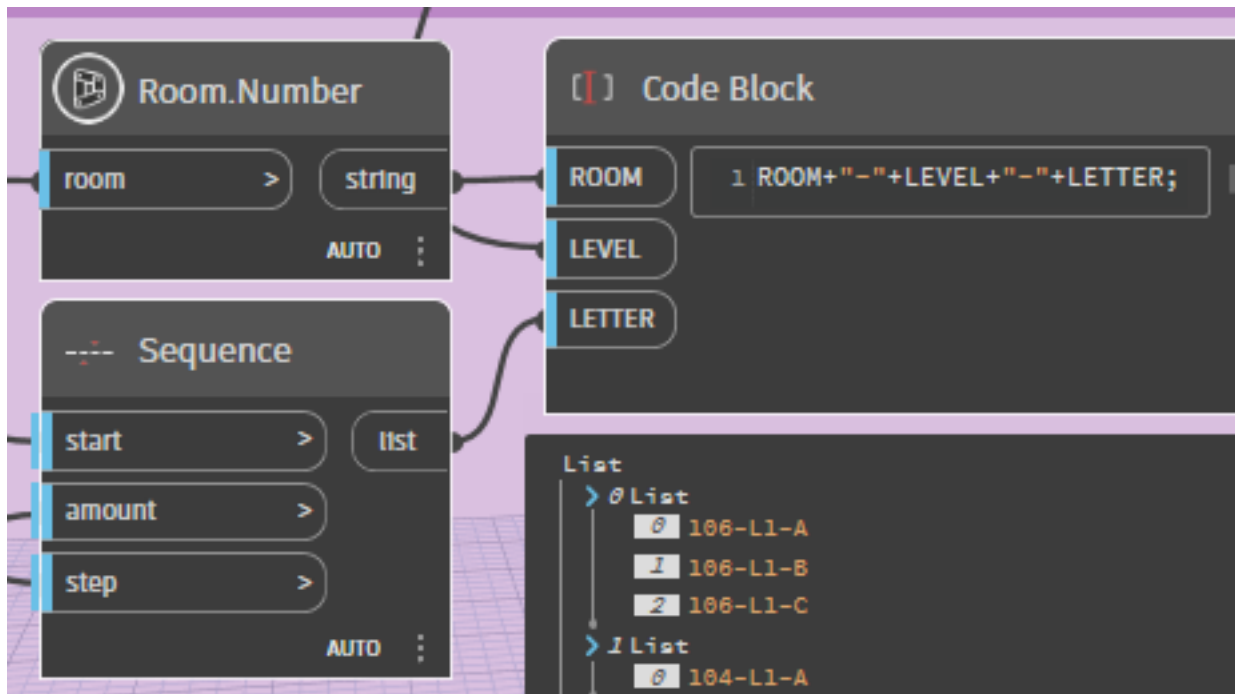 Room.Number
room >
string
AUTO
Sequence
start >
list
amount >
step >
AUTO
[I] Code Block
ROOM
1 ROOM+"-"+LEVEL+"-"+LETTER;
LEVEL
LETTER
List
0 List
0 106-L1-A
1 106-L1-B
2 106-L1-C
1 List
0 104-L1-A